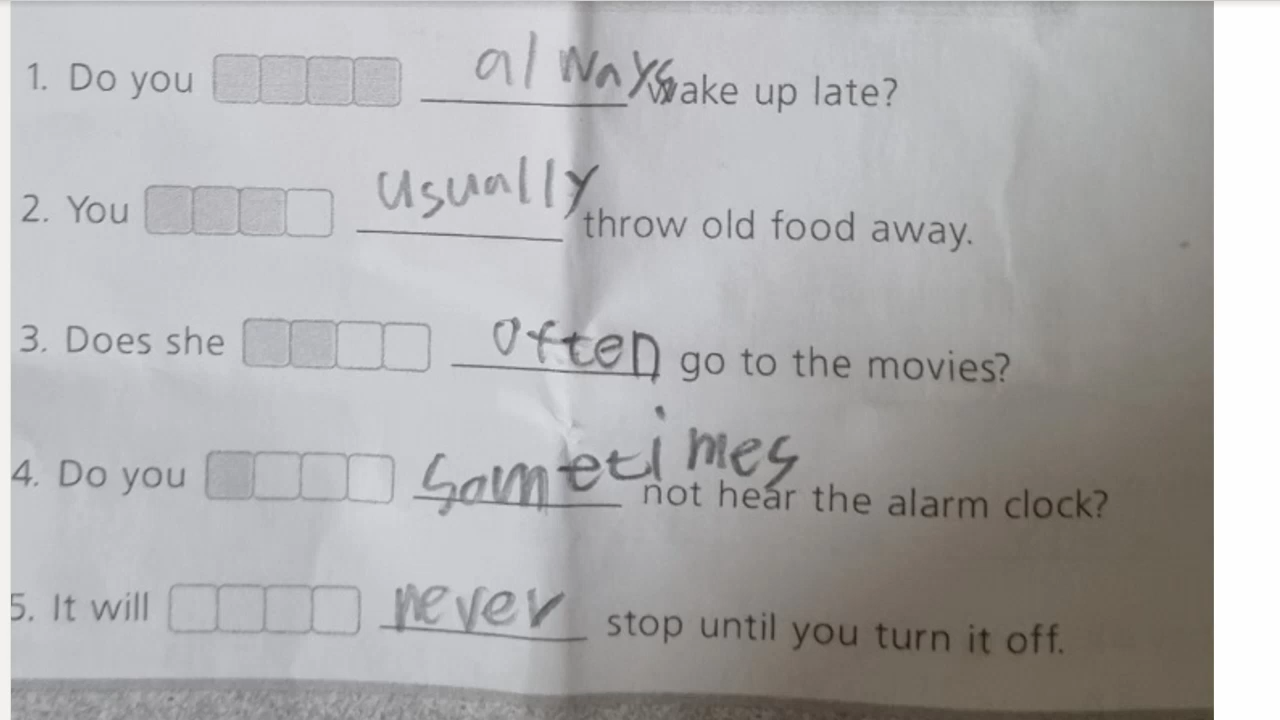 1. Do you always wake up late?
2. You usually throw old food away.
3. Does she often go to the movies?
4. Do you sometimes not hear the alarm clock?
5. It will never stop until you turn it off.